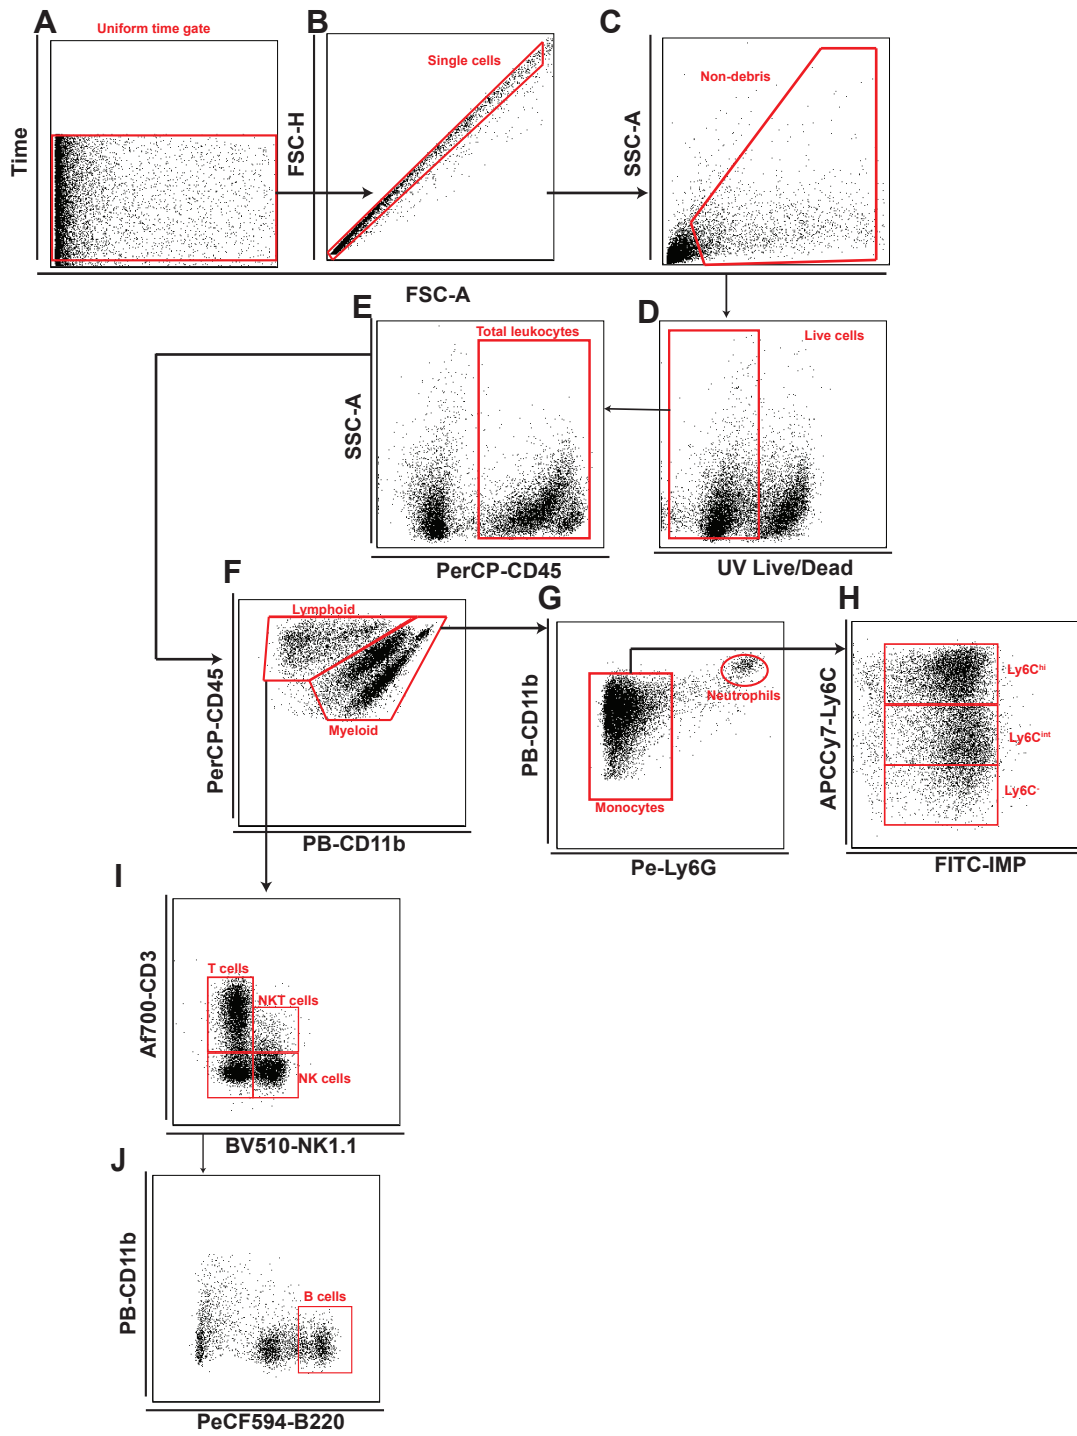 A
Uniform time gate
Time
B
Single cells
FSC-H
C
Non-debris
SSC-A
FSC-A
E
Total leukocytes
SSC-A
PerCP-CD45
D
Live cells
UV Live/Dead
F
Lymphoid
Myeloid
PerCP-CD45
PB-CD11b
G
Neutrophils
Monocytes
PB-CD11b
Pe-Ly6G
H
Ly6Chi
Ly6Cint
Ly6C-
APCCy7-Ly6C
FITC-IMP
I
T cells
NKT cells
NK cells
Af700-CD3
BV510-NK1.1
J
B cells
PB-CD11b
PeCF594-B220